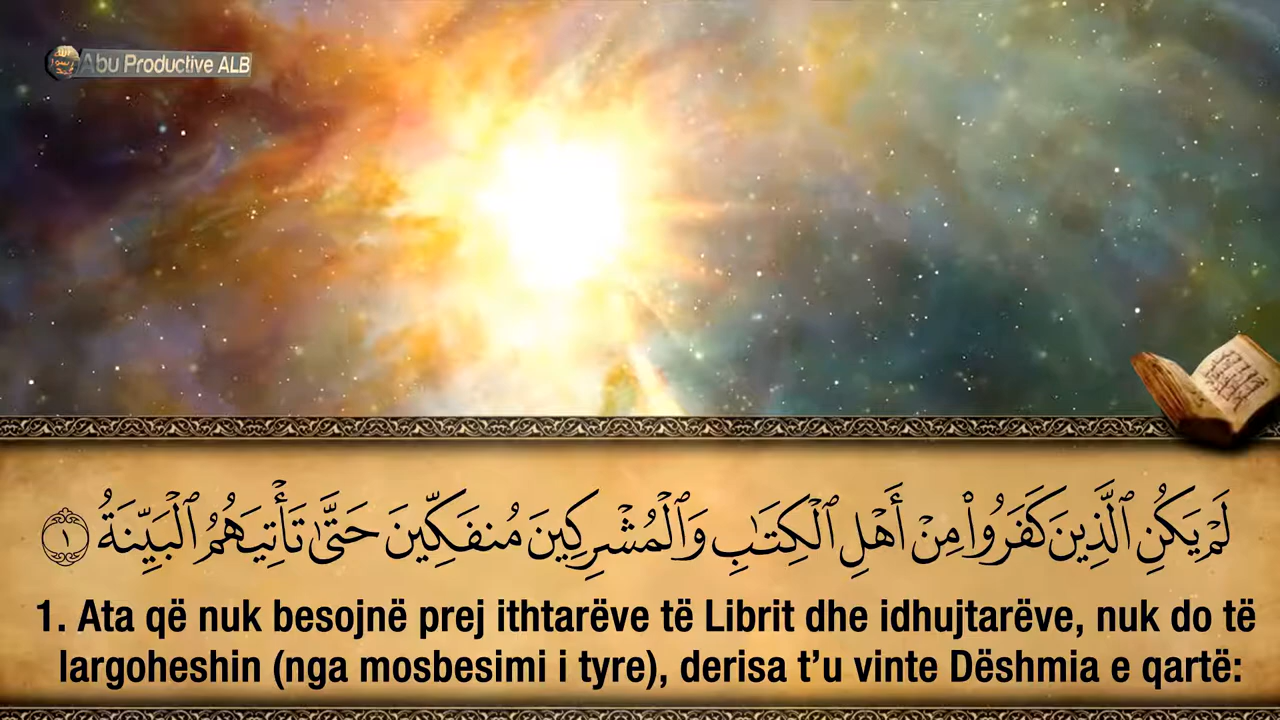 Abu Productive ALB
لَمْ يَكُنِ ٱلَّذِينَ كَفَرُوا۟ مِنْ أَهْلِ ٱلْكِتَـٰبِ وَٱلْمُشْرِكِينَ مُنفَكِّينَ حَتَّىٰ تَأْتِيَهُمُ ٱلْبَيِّنَةُ ١
1. Ata që nuk besojnë prej ithtarëve të Librit dhe idhujtarëve, nuk do të
largoheshin (nga mosbesimi i tyre), derisa t’u vinte Dëshmia e qartë: